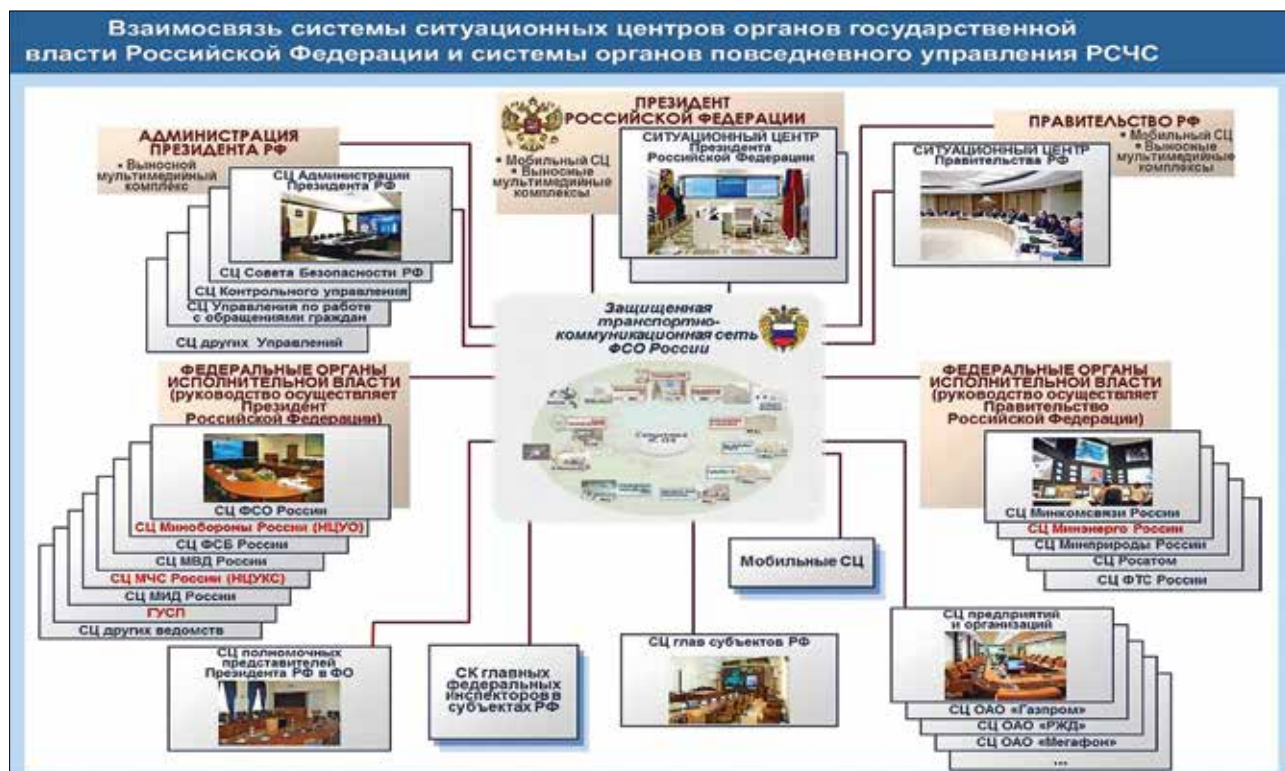 Взаимосвязь системы ситуационных центров органов государственной
власти Российской Федерации и системы органов повседневного управления РСЧС
АДМИНИСТРАЦИЯ
ПРЕЗИДЕНТА РФ
• Выносной
мультимедийный
комплекс
СЦ Администрации
Президента РФ
СЦ Совета Безопасности РФ
СЦ Контрольного управления
СЦ Управления по работе
с обращениями граждан
СЦ других Управлений
ПРЕЗИДЕНТ
РОССИЙСКОЙ ФЕДЕРАЦИИ
• Мобильный СЦ
• Выносные
мультимедийные
комплексы
СИТУАЦИОННЫЙ ЦЕНТР
Президента
Российской Федерации
ПРАВИТЕЛЬСТВО РФ
• Мобильный СЦ
• Выносные
мультимедийные
комплексы
СИТУАЦИОННЫЙ ЦЕНТР
Правительства РФ
Защищенная
транспортно-
коммуникационная сеть
ФСО России
ФЕДЕРАЛЬНЫЕ ОРГАНЫ
ИСПОЛНИТЕЛЬНОЙ ВЛАСТИ
(руководство осуществляет
Президент
Российской Федерации)
СЦ ФСО России
СЦ Минобороны России (НЦУО)
СЦ ФСБ России
СЦ МВД России
СЦ МЧС России (НЦУКС)
СЦ МИД России
ГУСП
СЦ других ведомств
ФЕДЕРАЛЬНЫЕ ОРГАНЫ
ИСПОЛНИТЕЛЬНОЙ ВЛАСТИ
(руководство осуществляет
Правительство
Российской Федерации)
СЦ Минкомсвязи России
СЦ Минэнерго России
СЦ Минприроды России
СЦ Росатом
СЦ ФТС России
СЦ полномочных
представителей
Президента РФ в ФО
СК главных
федеральных
инспекторов в
субъектах РФ
СЦ глав субъектов РФ
Мобильные СЦ
СЦ предприятий
и организаций
СЦ ОАО «Газпром»
СЦ ОАО «РЖД»
СЦ ОАО «Мегафон»
...